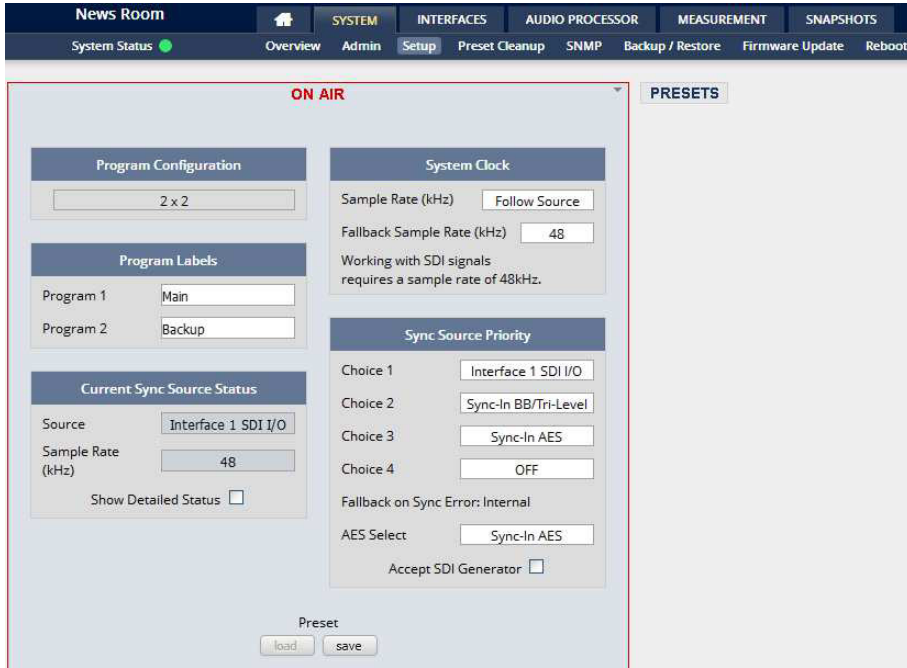 News Room
SYSTEM INTERFACES AUDIO PROCESSOR MEASUREMENT SNAPSHOTS
System Status Overview Admin Setup Preset Cleanup SNMP Backup / Restore Firmware Update Reboot
ON AIR
PRESETS
Program Configuration
2 x 2
Program Labels
Program 1 Main
Program 2 Backup
Current Sync Source Status
Source Interface 1 SDI I/O
Sample Rate
(kHz) 48
Show Detailed Status
System Clock
Sample Rate (kHz) Follow Source
Fallback Sample Rate (kHz) 48
Working with SDI signals
requires a sample rate of 48kHz.
Sync Source Priority
Choice 1 Interface 1 SDI I/O
Choice 2 Sync-In BB/Tri-Level
Choice 3 Sync-In AES
Choice 4 OFF
Fallback on Sync Error: Internal
AES Select Sync-In AES
Accept SDI Generator
Preset
load save